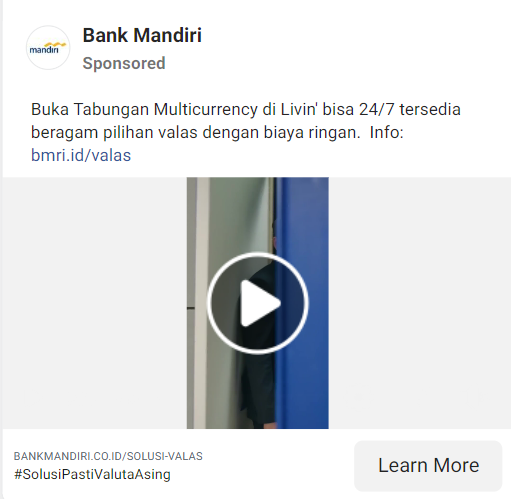 mandiri
Bank Mandiri
Sponsored
Buka Tabungan Multicurrency di Livin' bisa 24/7 tersedia
beragam pilihan valas dengan biaya ringan. Info:
bmri.id/valas
BANKMANDIRI.CO.ID/SOLUSI-VALAS
#SolusiPastiValutaAsing
Learn More